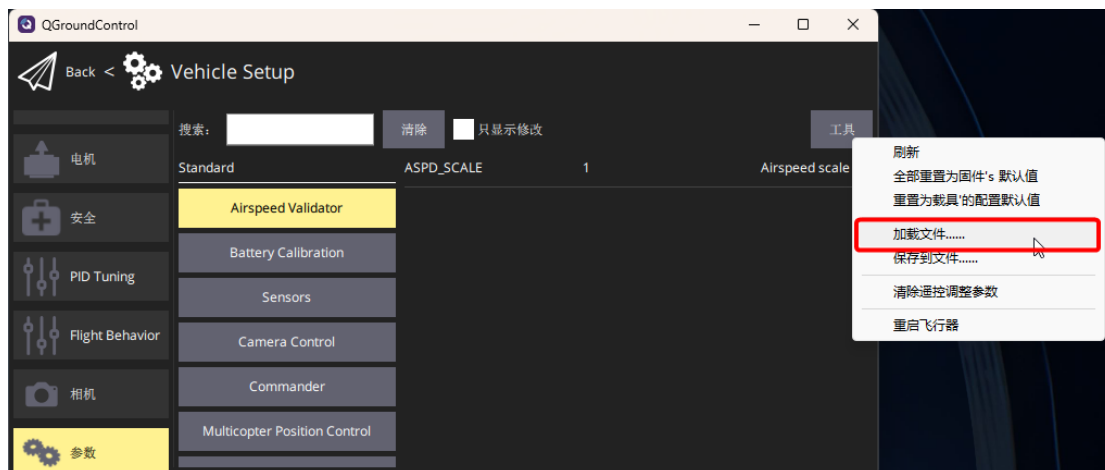 QGroundControl
Back < Vehicle Setup
搜索：
清除
只显示修改
工具
电机
安全
PID Tuning
Flight Behavior
相机
参数
Standard
Airspeed Validator
Battery Calibration
Sensors
Camera Control
Commander
Multicopter Position Control
ASPD_SCALE 1 Airspeed scale
刷新
全部重置为固件's 默认值
重置为载具'的配置默认值
加载文件......
保存到文件......
清除遥控调整参数
重启飞行器